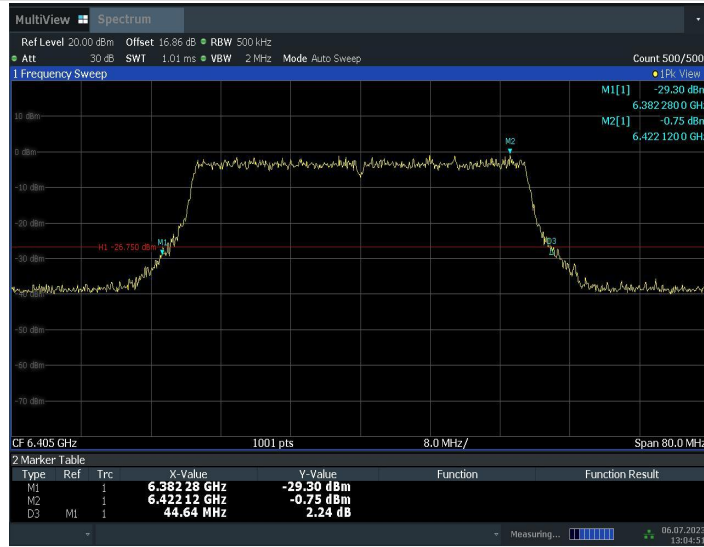 MultiView Spectrum
Ref Level 20.00 dBm Offset 16.86 dB RBW 500 kHz
Att 30 dB SWT 1.01 ms VBW 2 MHz Mode Auto Sweep Count 500/500
1 Frequency Sweep 1Pk View
M1[1] -29.30 dBm
6.382 280 0 GHz
M2[1] -0.75 dBm
6.422 120 0 GHz
10 dBm
M2
0 dBm
-10 dBm
-20 dBm
H1 -26.750 dBm M1 D3
-30 dBm
-40 dBm
-50 dBm
-60 dBm
-70 dBm
CF 6.405 GHz 1001 pts 8.0 MHz/ Span 80.0 MHz
2 Marker Table
Type Ref Trc X-Value Y-Value Function Function Result
M1 1 6.382 28 GHz -29.30 dBm
M2 1 6.422 12 GHz -0.75 dBm
D3 M1 1 44.64 MHz 2.24 dB
Measuring... 06.07.2023
13:04:51